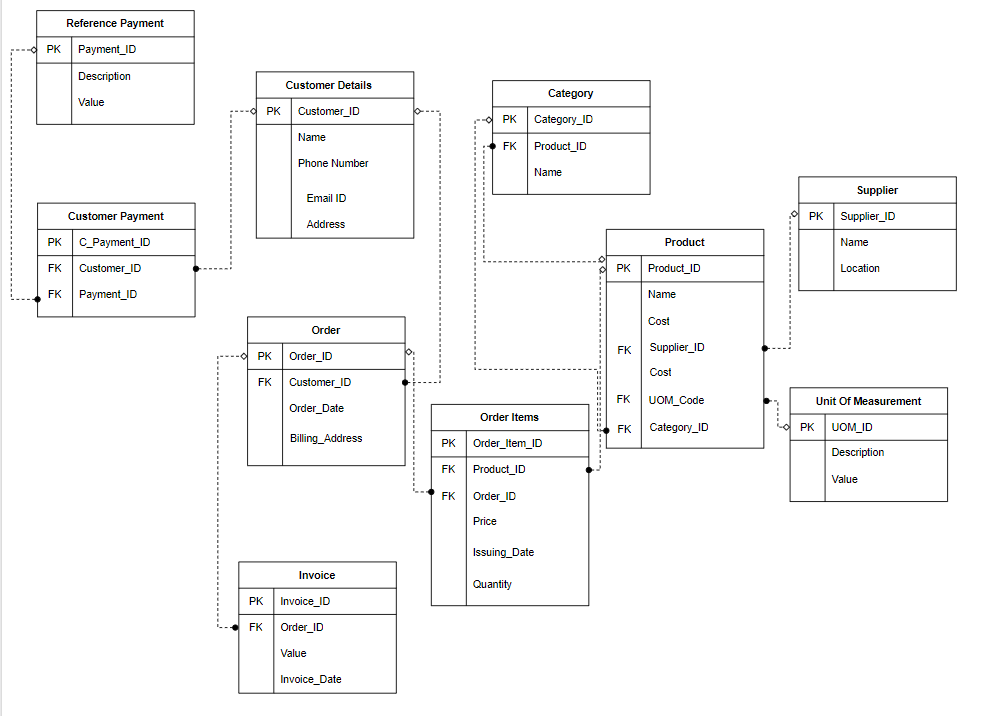 Reference Payment
PK Payment_ID
Description
Value
Customer Details
PK Customer_ID
Name
Phone Number
Email ID
Address
Category
PK Category_ID
FK Product_ID
Name
Supplier
PK Supplier_ID
Name
Location
Customer Payment
PK C_Payment_ID
FK Customer_ID
FK Payment_ID
Product
PK Product_ID
Name
Cost
FK Supplier_ID
Cost
FK UOM_Code
FK Category_ID
Order
PK Order_ID
FK Customer_ID
Order_Date
Billing_Address
Order Items
PK Order_Item_ID
FK Product_ID
FK Order_ID
Price
Issuing_Date
Quantity
Unit Of Measurement
PK UOM_ID
Description
Value
Invoice
PK Invoice_ID
FK Order_ID
Value
Invoice_Date